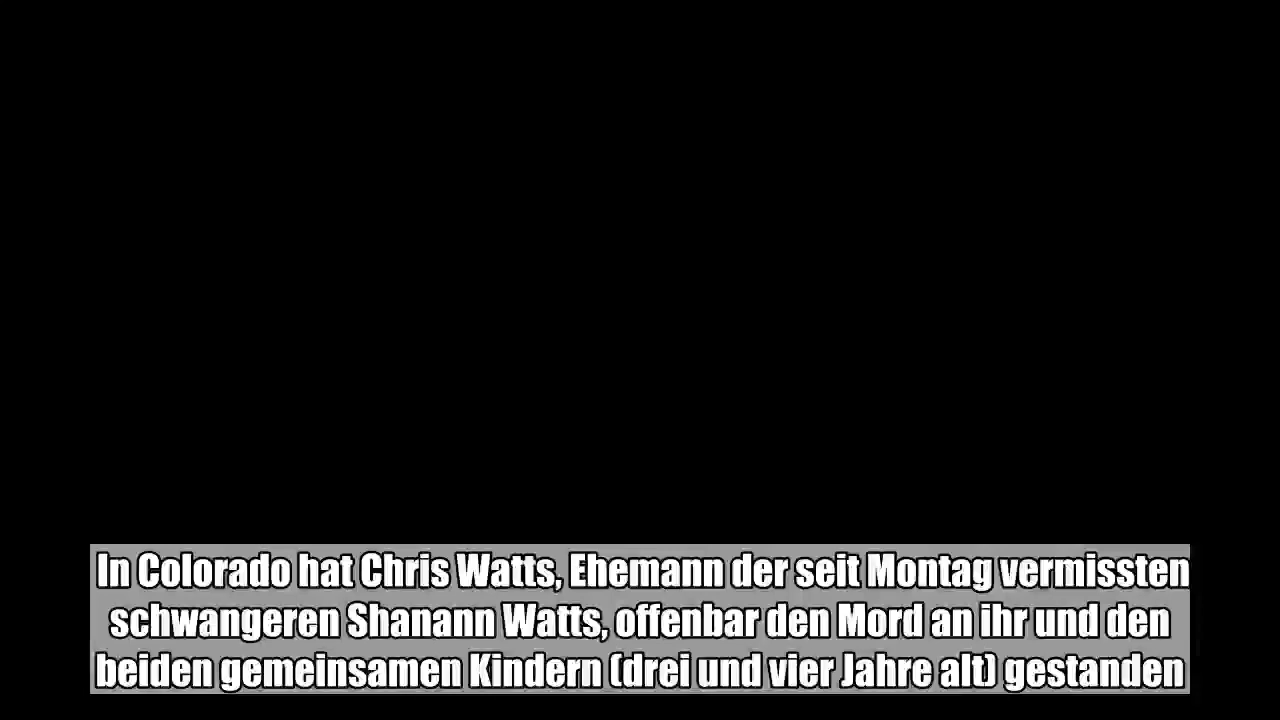 In Colorado hat Chris Watts, Ehemann der seit Montag vermissten
schwangeren Shanann Watts, offenbar den Mord an ihr und den
beiden gemeinsamen Kindern (drei und vier Jahre alt) gestanden